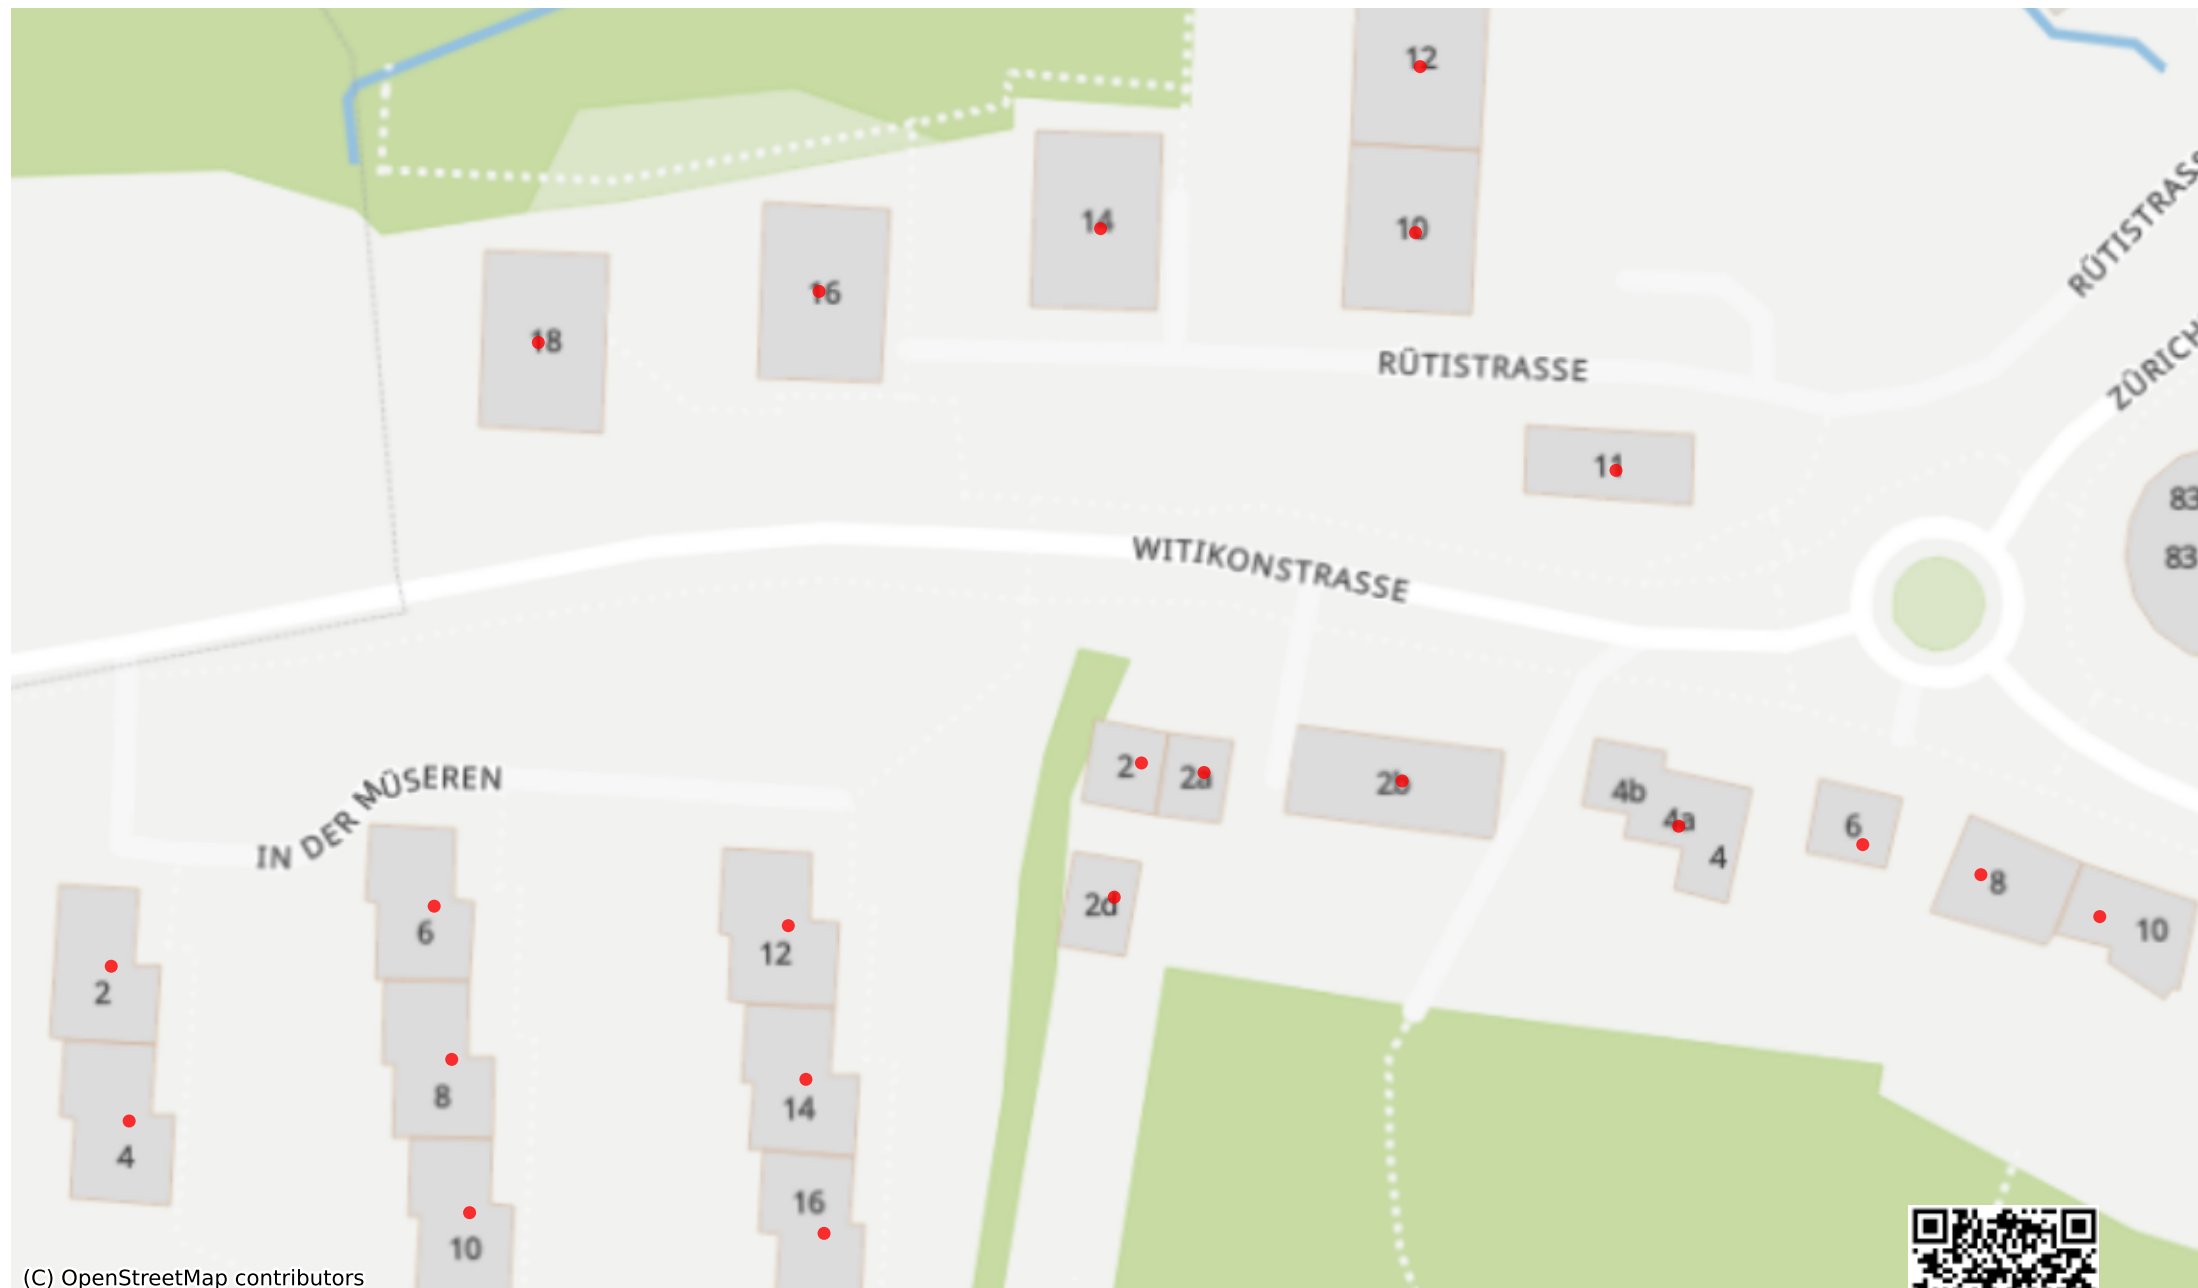 12
14
10
16
18
RÜTISTRASSE
RÜTISTRASS
ZÜRICH
11
83
83
WITIKONSTRASSE
2
2a
2b
4b
4a
4
6
8
10
2d
IN DER MÜSEREN
6
12
2
8
14
4
16
10
(C) OpenStreetMap contributors